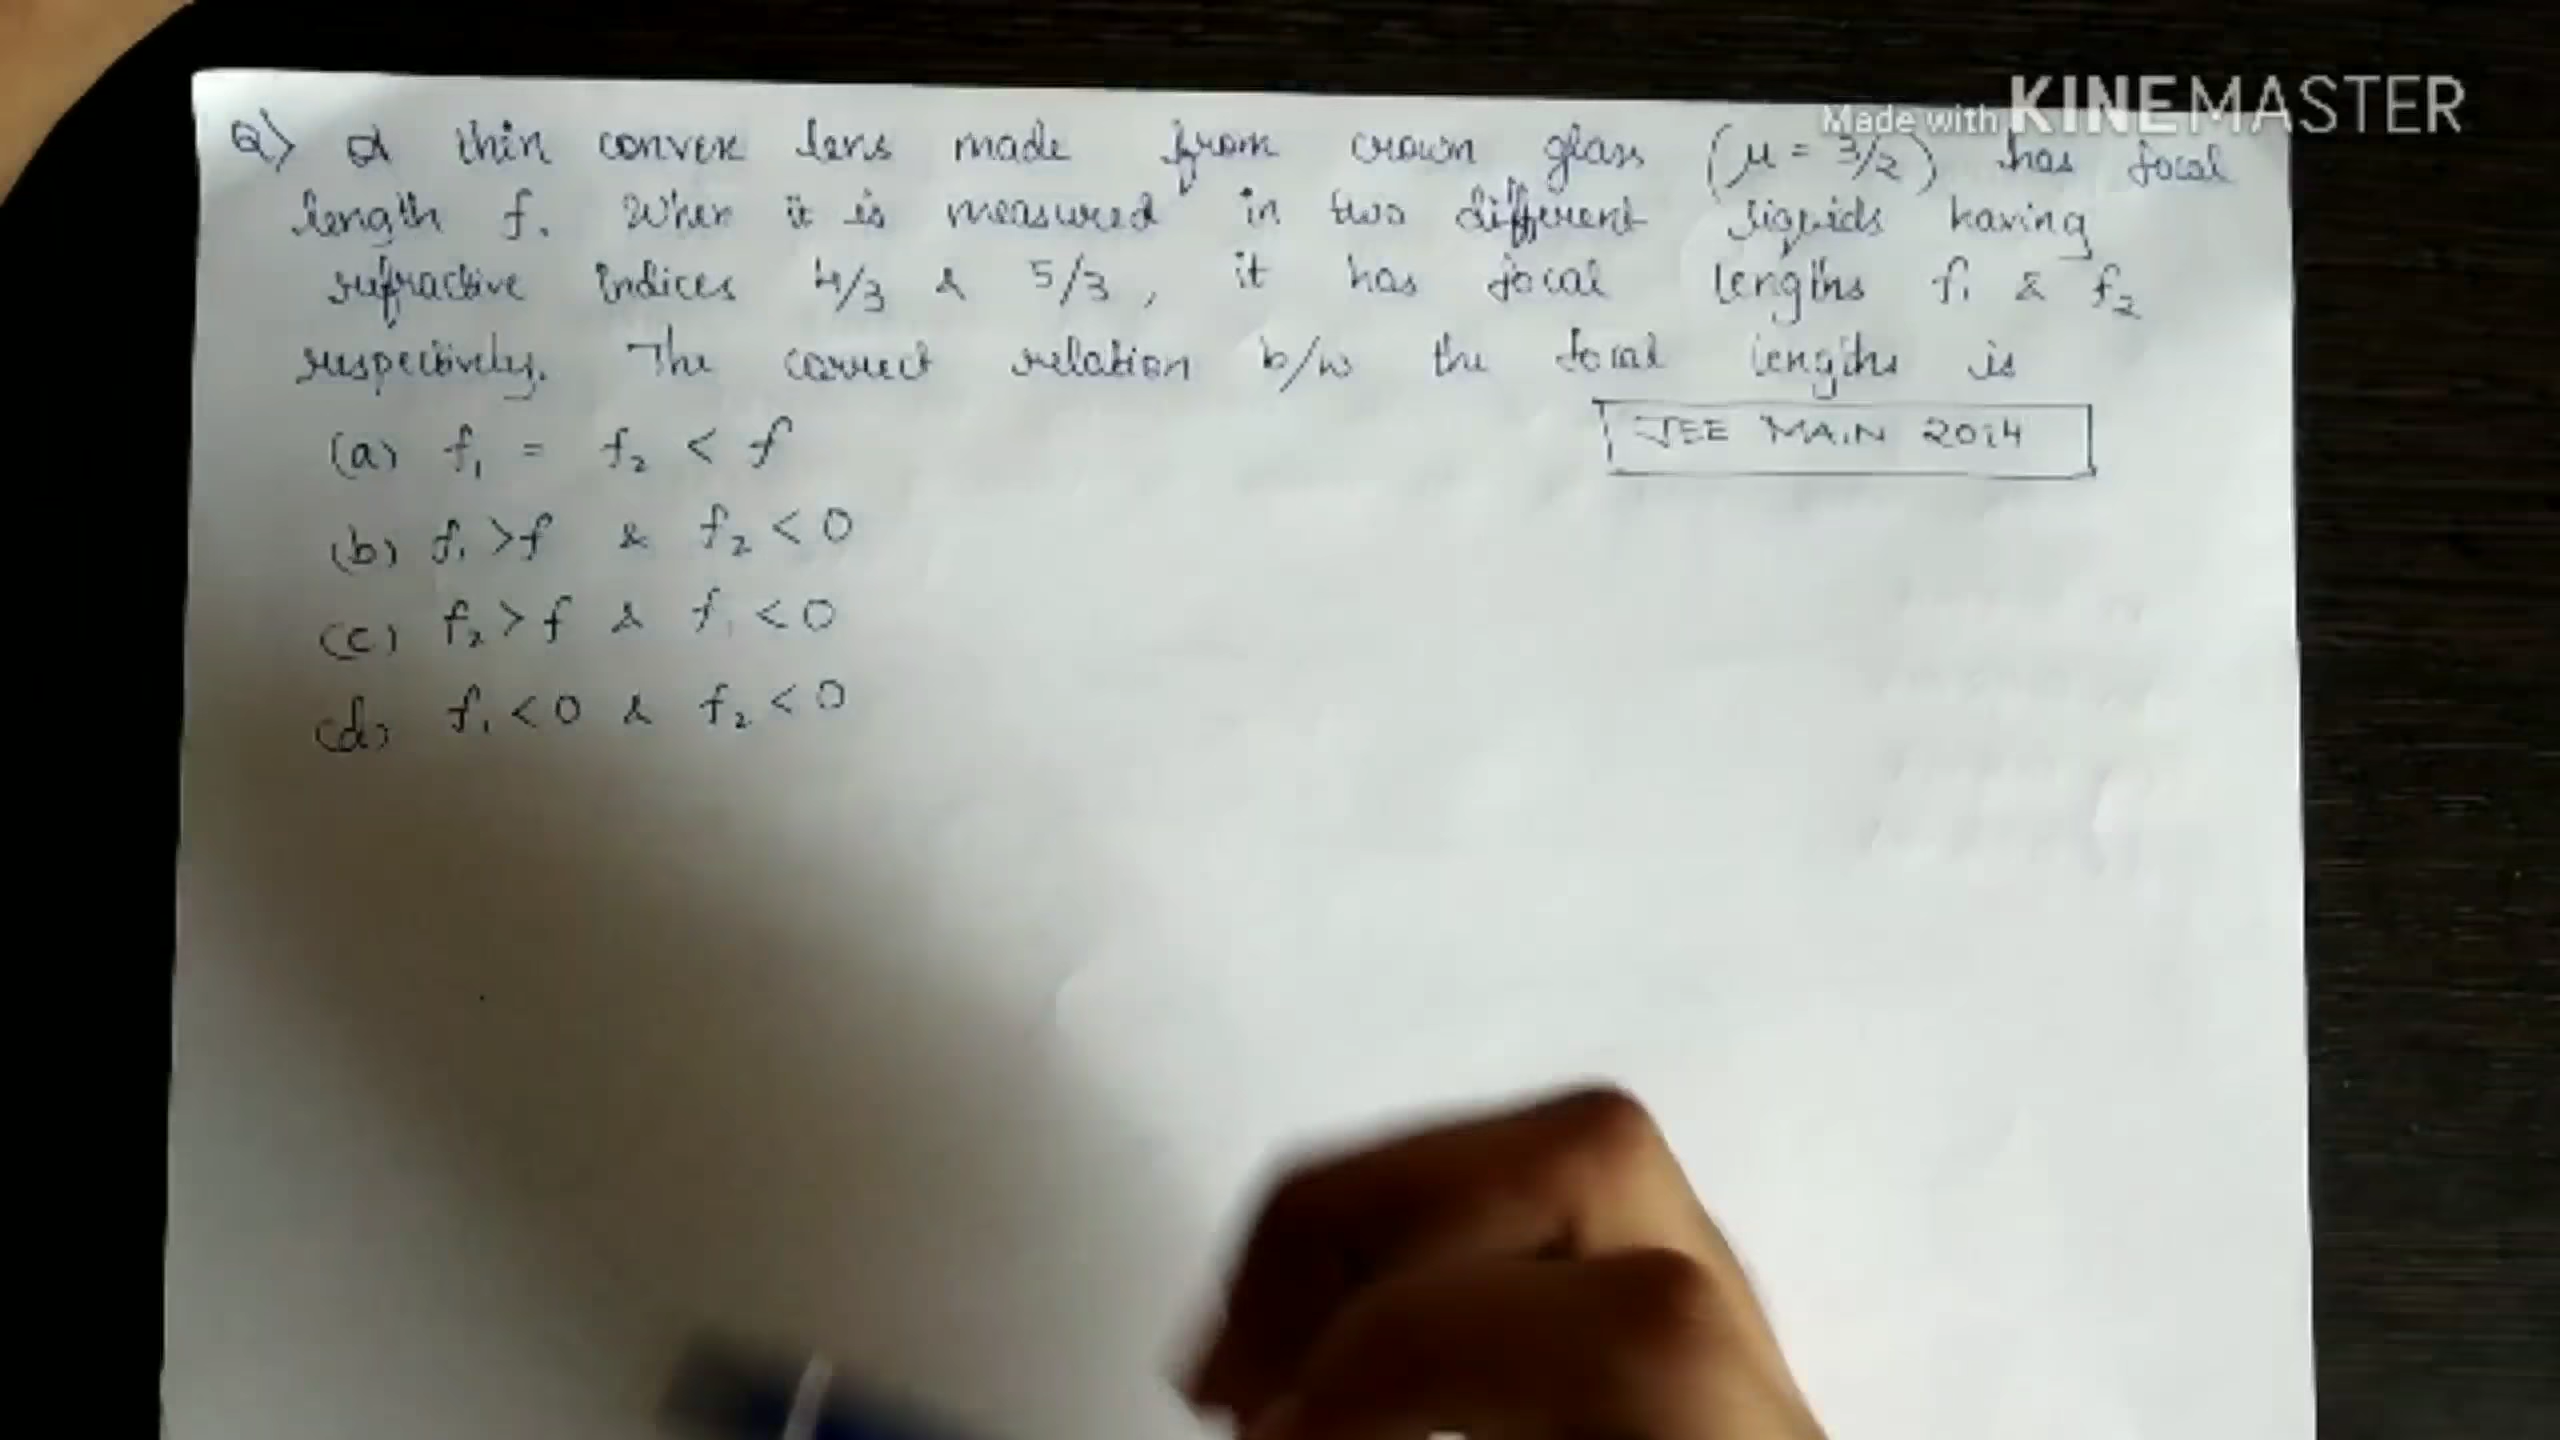 Made with KINEMASTER
Q) A thin convex lens made from crown glass (μ = 3/2) has focal
length f. When it is measured in two different liquids having
refractive indices 4/3 & 5/3, it has focal lengths f₁ & f₂
respectively. The correct relation b/w the focal lengths is
JEE MAIN 2014
(a) f₁ = f₂ < f
(b) f₁ > f & f₂ < 0
(c) f₂ > f & f₁ < 0
(d) f₁ < 0 & f₂ < 0